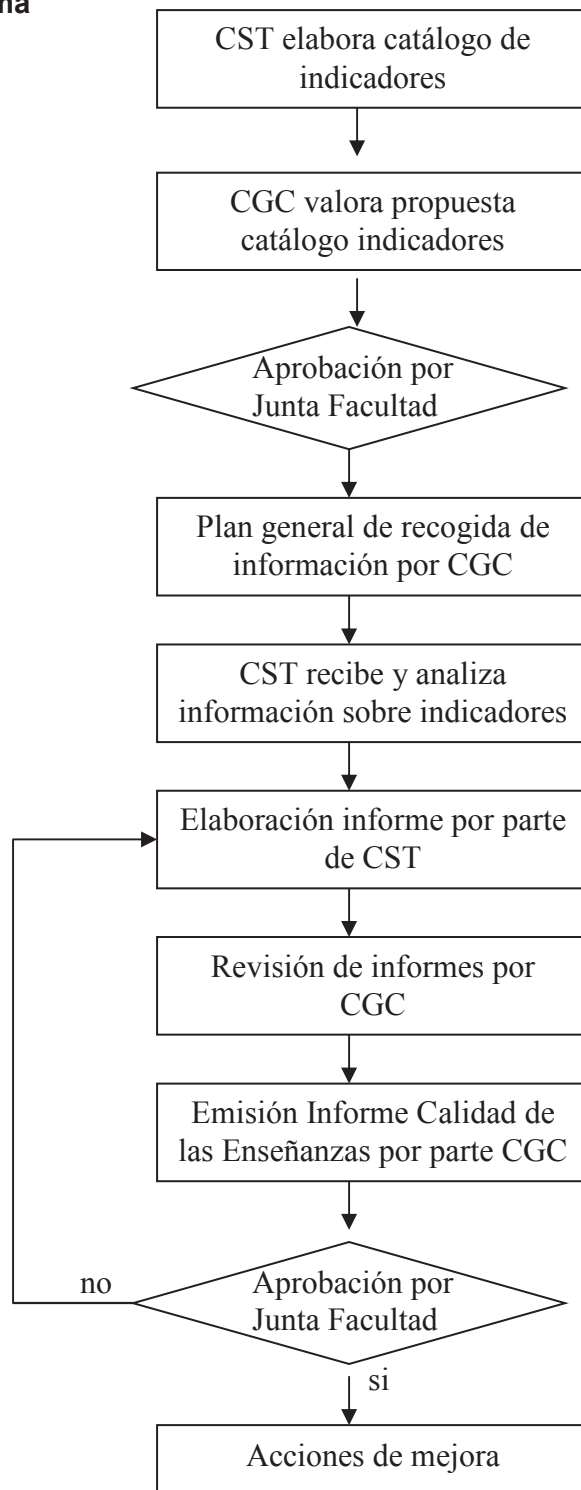 ma
CST elabora catálogo de
indicadores
CGC valora propuesta
catálogo indicadores
Aprobación por
Junta Facultad
Plan general de recogida de
información por CGC
CST recibe y analiza
información sobre indicadores
Elaboración informe por parte
de CST
Revisión de informes por
CGC
Emisión Informe Calidad de
las Enseñanzas por parte CGC
no
Aprobación por
Junta Facultad
si
Acciones de mejora